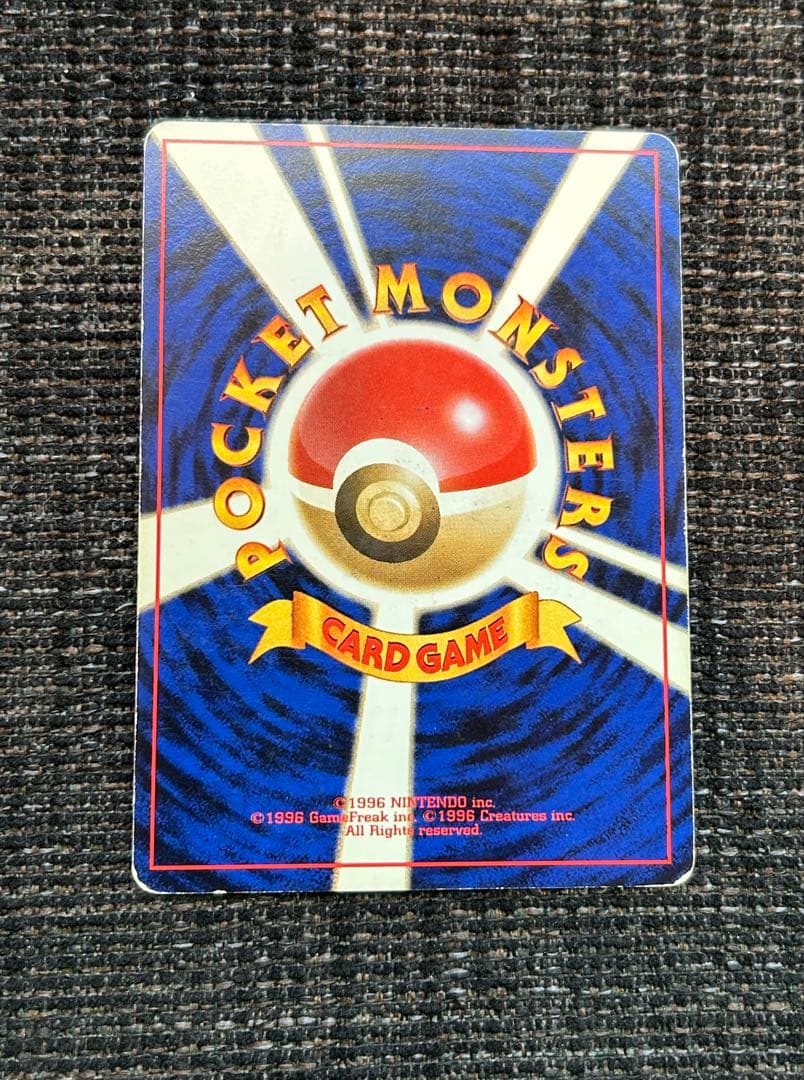 POCKET MONSTERS
CARD GAME
©1996 NINTENDO inc.
©1996 GameFreak inc. ©1996 Creatures inc.
All Rights reserved.